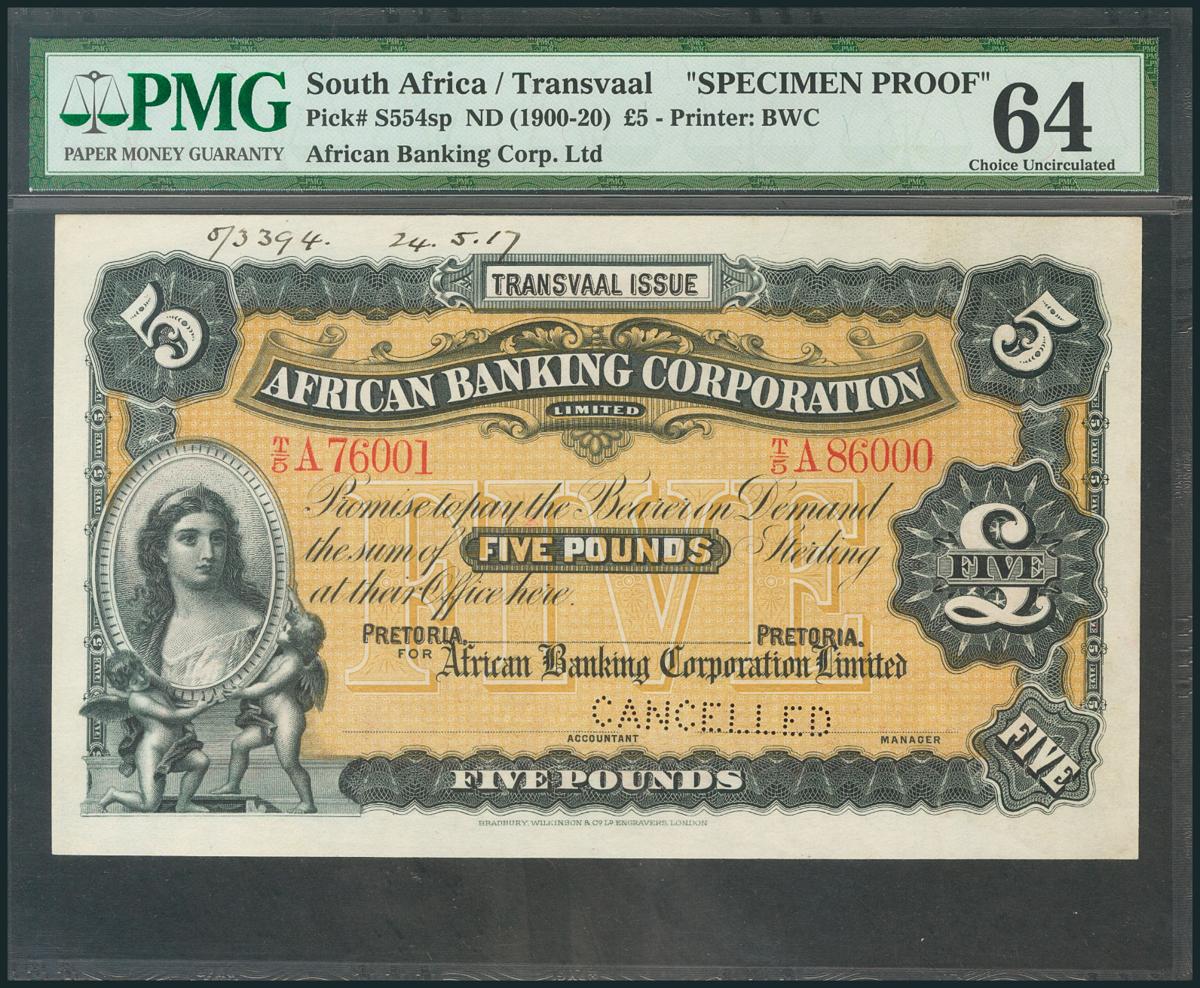 PMG
PAPER MONEY GUARANTY
South Africa / Transvaal "SPECIMEN PROOF"
Pick# S554sp ND (1900-20) £5 - Printer: BWC
African Banking Corp. Ltd
64
Choice Uncirculated
5/3394. 24. 5. 17
TRANSVAAL ISSUE
5 5
AFRICAN BANKING CORPORATION
LIMITED
T/5 A 76001 T/5 A 86000
Promise to pay the Bearer on Demand
the sum of FIVE POUNDS Sterling
at their Office here.
FIVE
£ FIVE
PRETORIA. PRETORIA.
FOR African Banking Corporation Limited
CANCELLED
ACCOUNTANT MANAGER
FIVE
FIVE POUNDS
BRADBURY, WILKINSON & Co. Ld. ENGRAVERS, LONDON